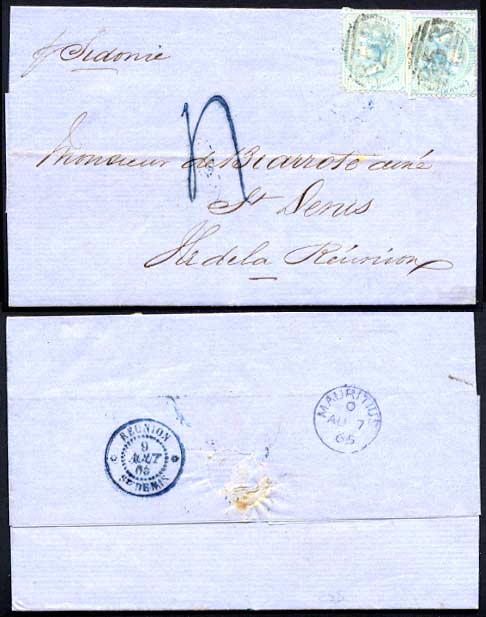 p Sidonie
n
Monsieur de Biarrote ainé
St Denis
Ile de la Réunion
REUNION
9
AOUT
65
ST DENIS
MAURITIUS
O
AU 7
65